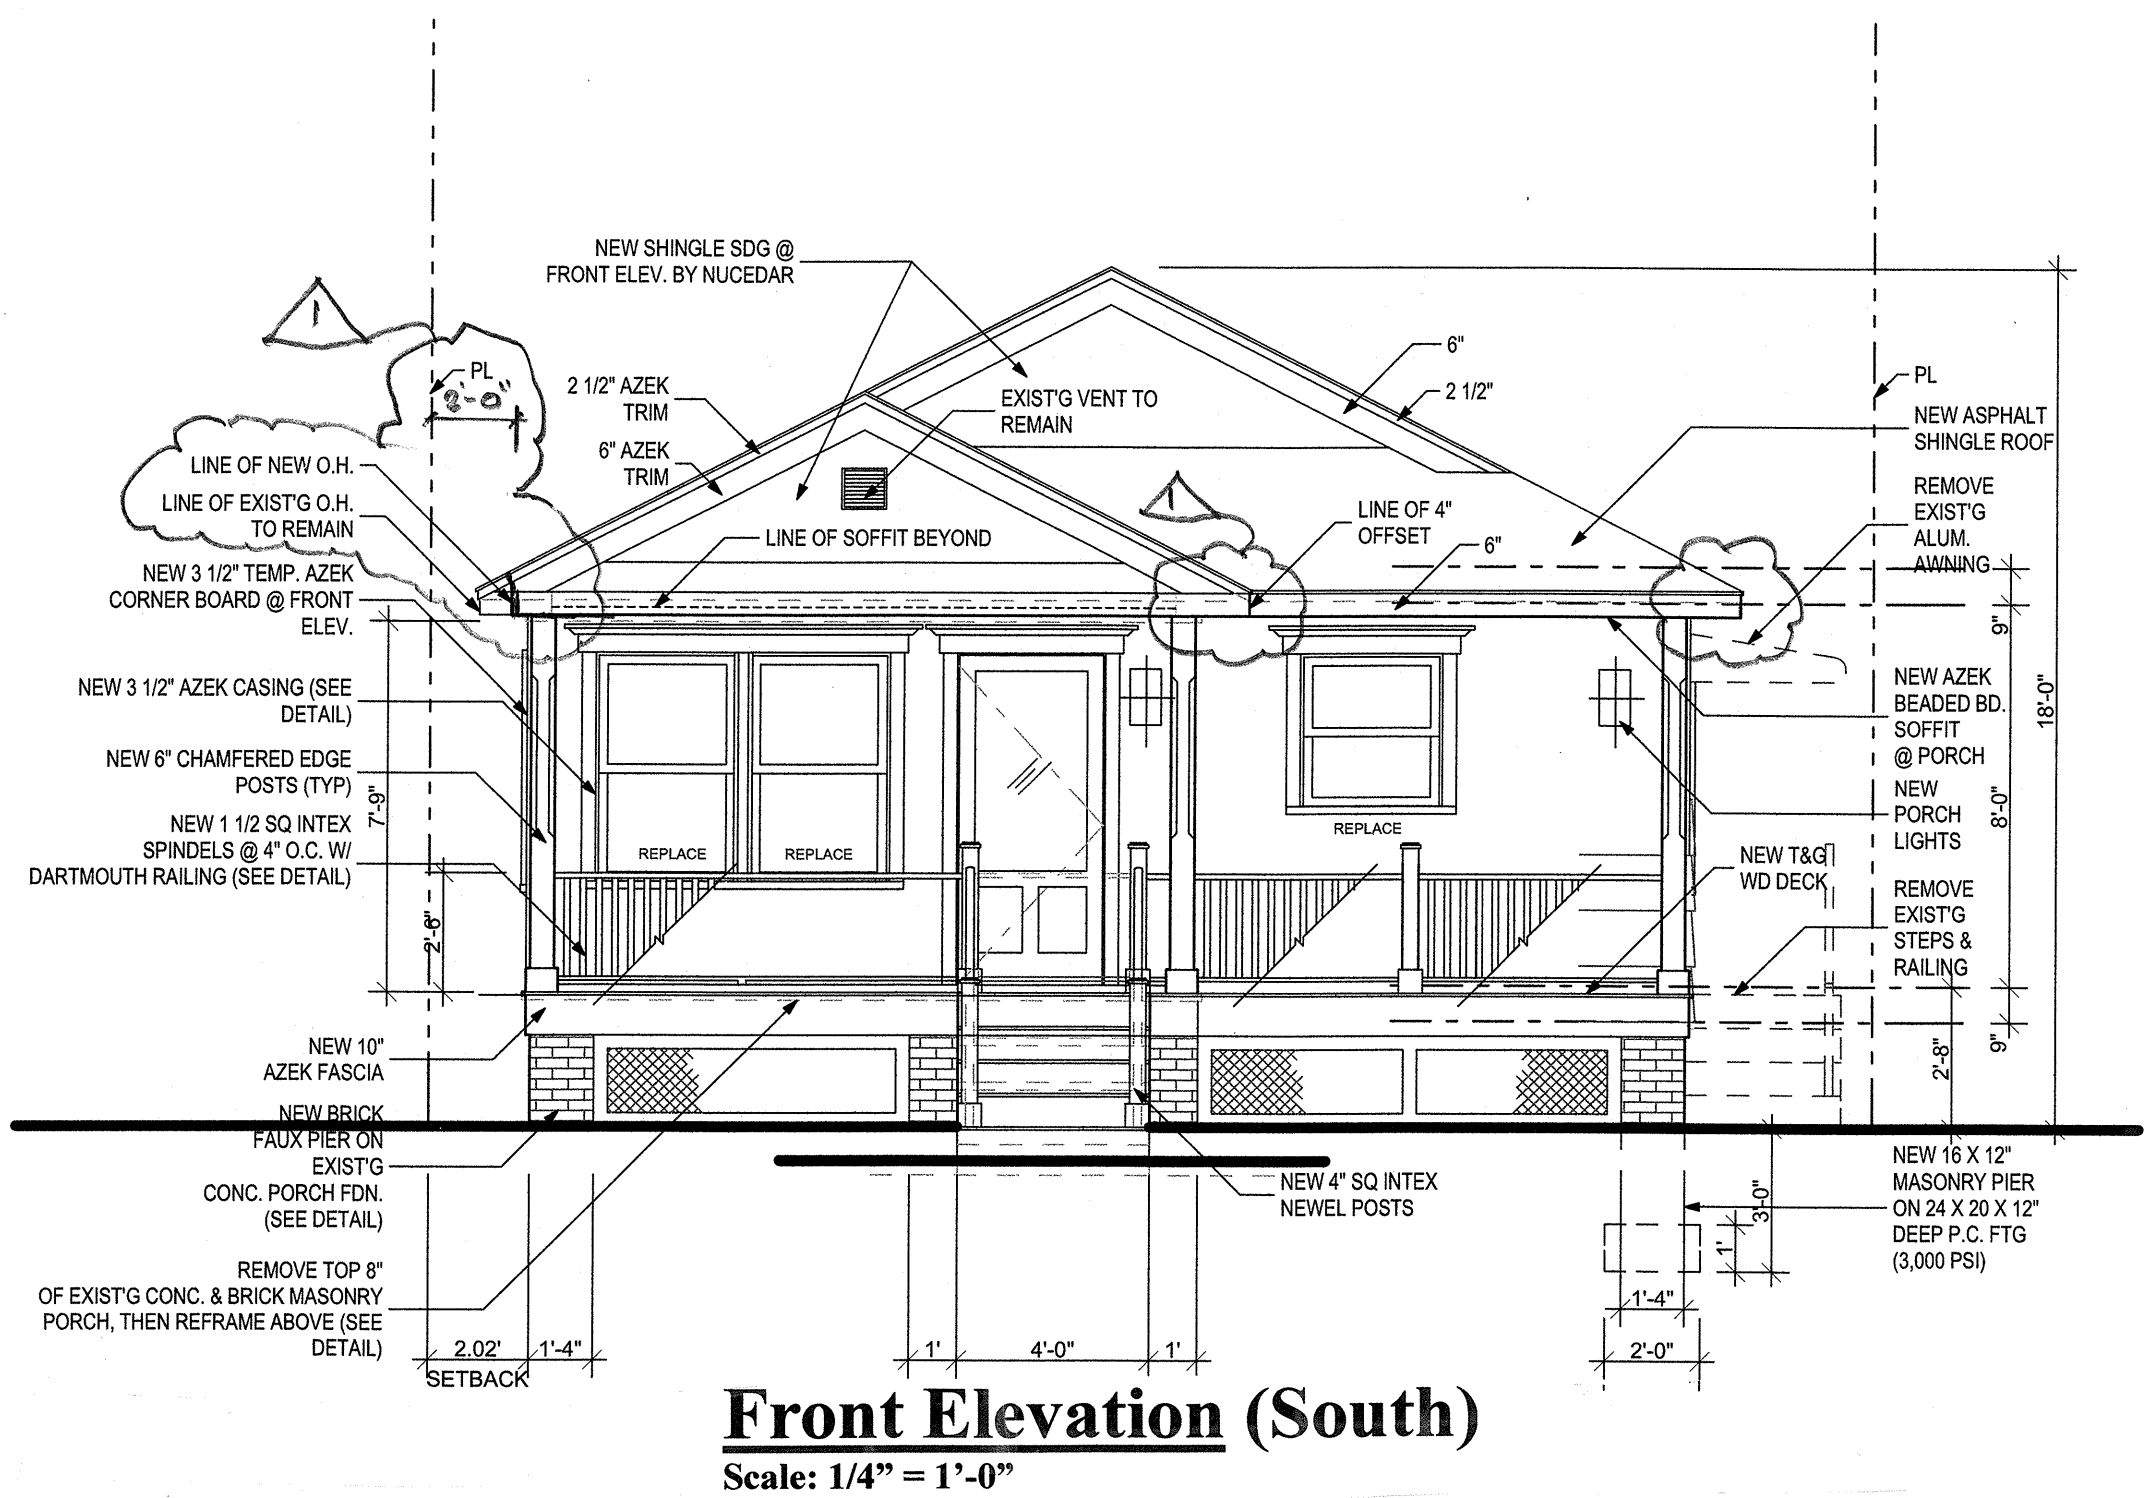 NEW SHINGLE SDG @
FRONT ELEV. BY NUCEDAR
1
PL
2'-0"
2 1/2" AZEK
TRIM
6" AZEK
TRIM
EXIST'G VENT TO
REMAIN
6"
2 1/2"
PL
NEW ASPHALT
SHINGLE ROOF
LINE OF NEW O.H.
LINE OF EXIST'G O.H.
TO REMAIN
NEW 3 1/2" TEMP. AZEK
CORNER BOARD @ FRONT
ELEV.
NEW 3 1/2" AZEK CASING (SEE
DETAIL)
NEW 6" CHAMFERED EDGE
POSTS (TYP)
NEW 1 1/2 SQ INTEX
SPINDELS @ 4" O.C. W/
DARTMOUTH RAILING (SEE DETAIL)
LINE OF SOFFIT BEYOND
1
LINE OF 4"
OFFSET
6"
REMOVE
EXIST'G
ALUM.
AWNING
9"
18'-0"
8'-0"
NEW AZEK
BEADED BD.
SOFFIT
@ PORCH
NEW
PORCH
LIGHTS
7'-9"
2'-6"
REPLACE
REPLACE
REPLACE
NEW T&G
WD DECK
REMOVE
EXIST'G
STEPS &
RAILING
9"
2'-8"
NEW 10"
AZEK FASCIA
NEW BRICK
FAUX PIER ON
EXIST'G
CONC. PORCH FDN.
(SEE DETAIL)
REMOVE TOP 8"
OF EXIST'G CONC. & BRICK MASONRY
PORCH, THEN REFRAME ABOVE (SEE
DETAIL)
NEW 4" SQ INTEX
NEWEL POSTS
NEW 16 X 12"
MASONRY PIER
ON 24 X 20 X 12"
DEEP P.C. FTG
(3,000 PSI)
3'-0"
1'
1'-4"
2'-0"
2.02'
SETBACK
1'-4"
1'
4'-0"
1'
Front Elevation (South)
Scale: 1/4” = 1’-0”